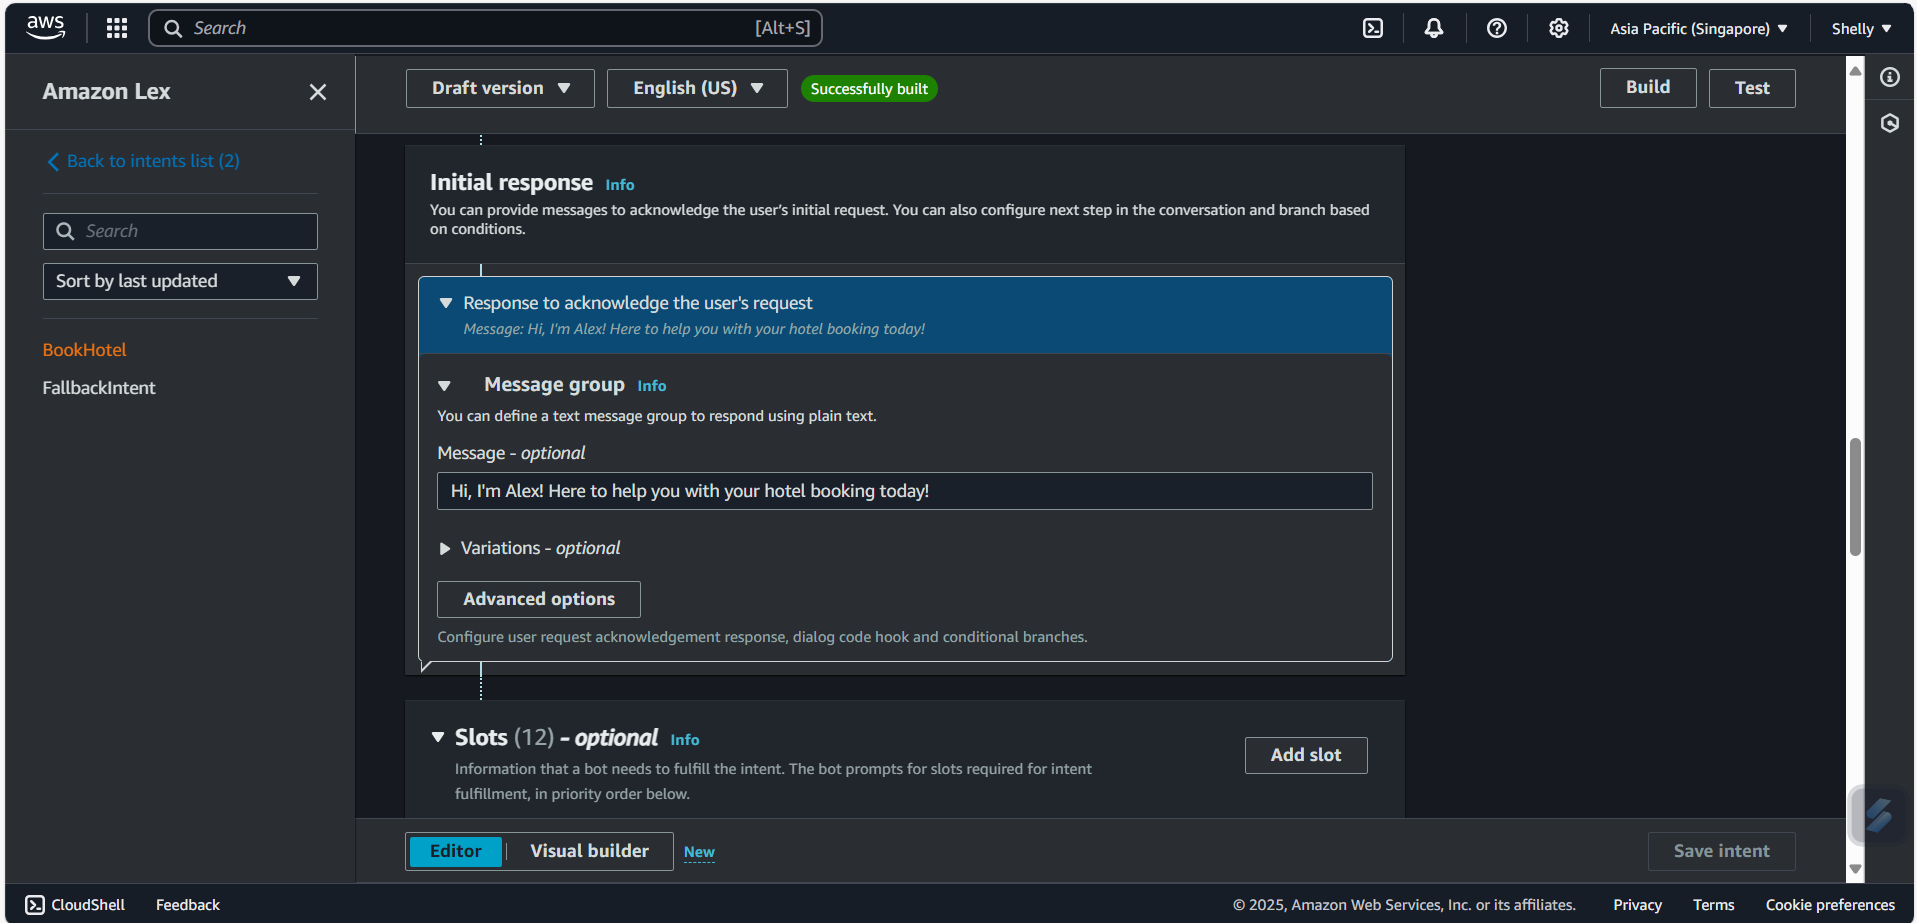 aws
Search
[Alt+S]
Asia Pacific (Singapore)
Shelly
Amazon Lex
Back to intents list (2)
Search
Sort by last updated
BookHotel
FallbackIntent
Draft version
English (US)
Successfully built
Build
Test
Initial response Info
You can provide messages to acknowledge the user's initial request. You can also configure next step in the conversation and branch based
on conditions.
Response to acknowledge the user's request
Message: Hi, I'm Alex! Here to help you with your hotel booking today!
Message group Info
You can define a text message group to respond using plain text.
Message - optional
Hi, I'm Alex! Here to help you with your hotel booking today!
Variations - optional
Advanced options
Configure user request acknowledgement response, dialog code hook and conditional branches.
Slots (12) - optional Info
Information that a bot needs to fulfill the intent. The bot prompts for slots required for intent
fulfillment, in priority order below.
Add slot
Editor
Visual builder
New
Save intent
CloudShell
Feedback
© 2025, Amazon Web Services, Inc. or its affiliates.
Privacy
Terms
Cookie preferences